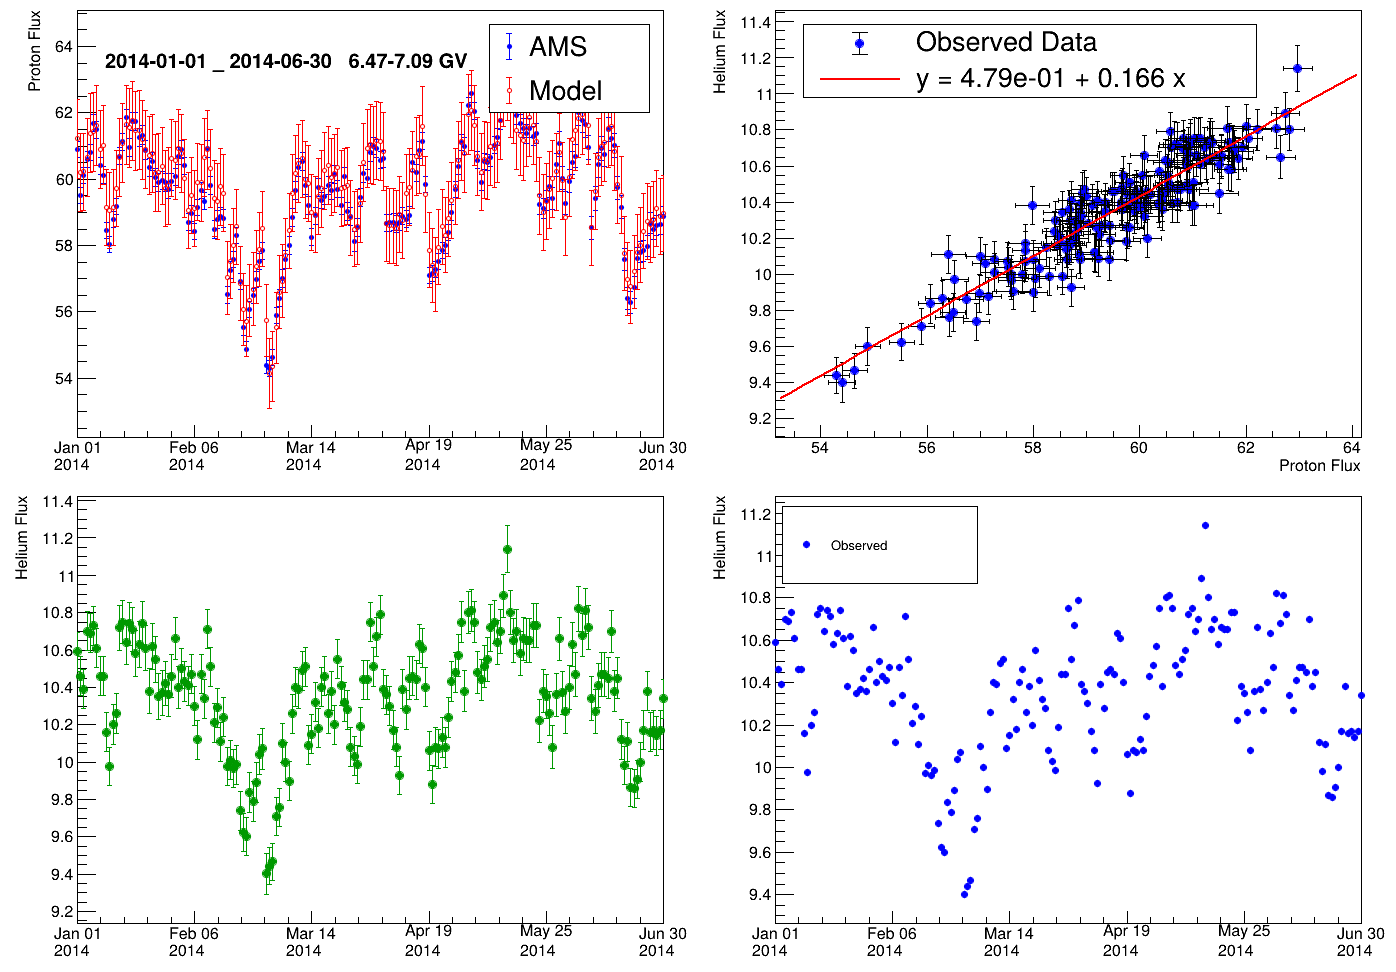 Proton Flux
64
62
60
58
56
54
2014-01-01 _ 2014-06-30 6.47-7.09 GV
AMS
Model
Jan 01 2014
Feb 06 2014
Mar 14 2014
Apr 19 2014
May 25 2014
Jun 30 2014
Helium Flux
11.4
11.2
11
10.8
10.6
10.4
10.2
10
9.8
9.6
9.4
9.2
Observed Data
y = 4.79e-01 + 0.166 x
54
56
58
60
62
64
Proton Flux
Helium Flux
11.4
11.2
11
10.8
10.6
10.4
10.2
10
9.8
9.6
9.4
9.2
Jan 01 2014
Feb 06 2014
Mar 14 2014
Apr 19 2014
May 25 2014
Jun 30 2014
Helium Flux
11.2
11
10.8
10.6
10.4
10.2
10
9.8
9.6
9.4
Observed
Jan 01 2014
Feb 06 2014
Mar 14 2014
Apr 19 2014
May 25 2014
Jun 30 2014